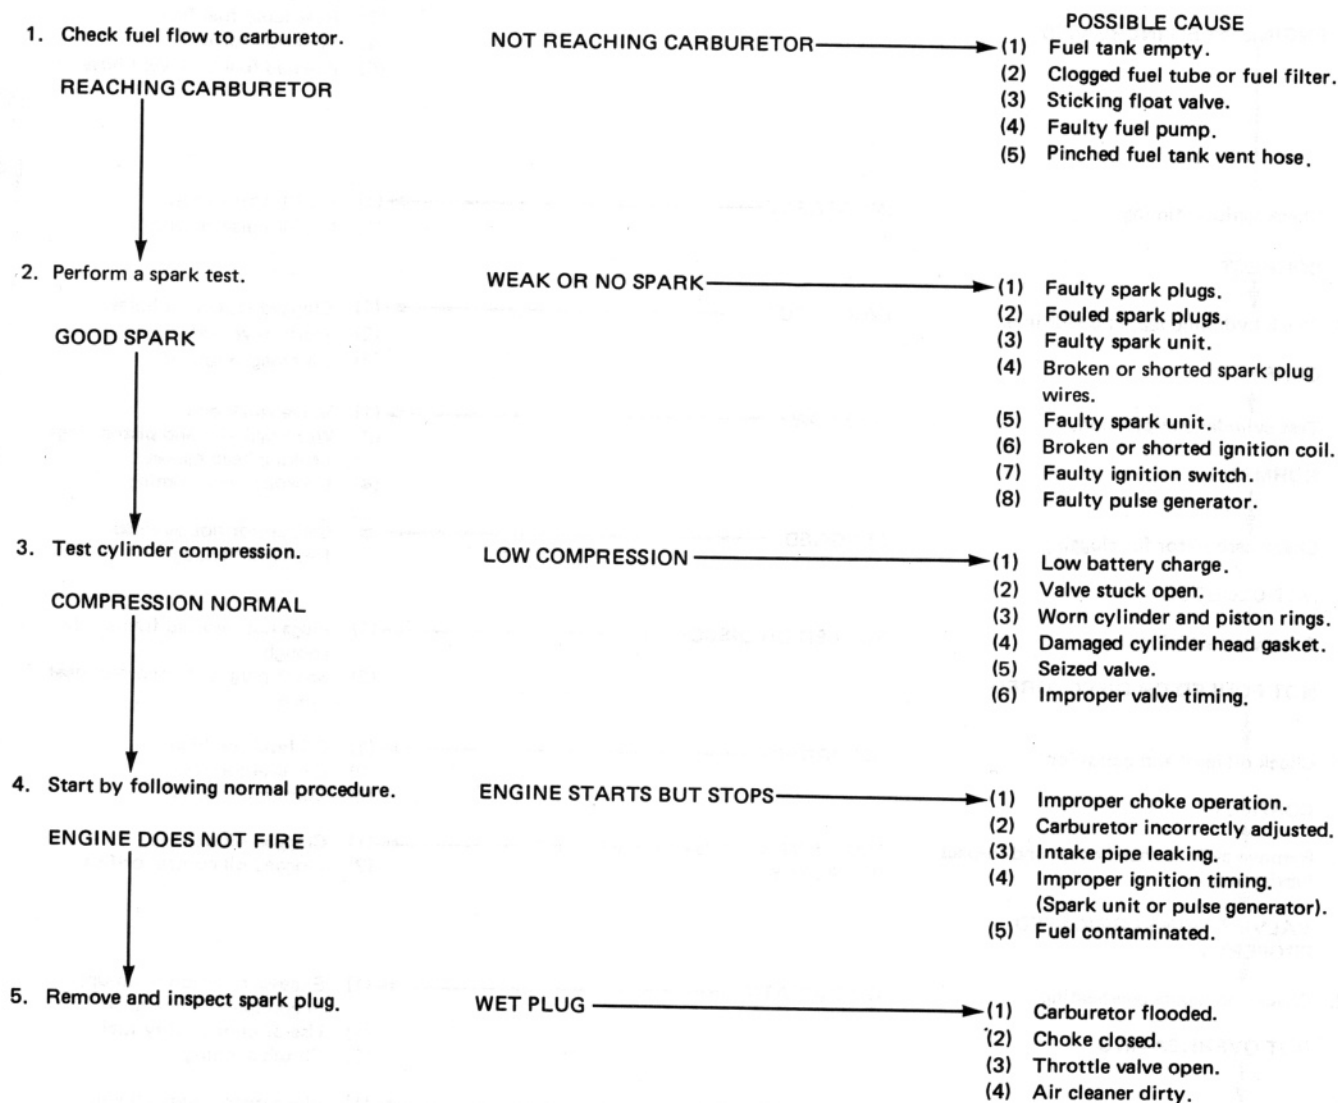 POSSIBLE CAUSE
1. Check fuel flow to carburetor.
NOT REACHING CARBURETOR
(1) Fuel tank empty.
(2) Clogged fuel tube or fuel filter.
(3) Sticking float valve.
(4) Faulty fuel pump.
(5) Pinched fuel tank vent hose.
REACHING CARBURETOR
2. Perform a spark test.
WEAK OR NO SPARK
(1) Faulty spark plugs.
(2) Fouled spark plugs.
(3) Faulty spark unit.
(4) Broken or shorted spark plug
wires.
(5) Faulty spark unit.
(6) Broken or shorted ignition coil.
(7) Faulty ignition switch.
(8) Faulty pulse generator.
GOOD SPARK
3. Test cylinder compression.
LOW COMPRESSION
(1) Low battery charge.
(2) Valve stuck open.
(3) Worn cylinder and piston rings.
(4) Damaged cylinder head gasket.
(5) Seized valve.
(6) Improper valve timing.
COMPRESSION NORMAL
4. Start by following normal procedure.
ENGINE STARTS BUT STOPS
(1) Improper choke operation.
(2) Carburetor incorrectly adjusted.
(3) Intake pipe leaking.
(4) Improper ignition timing.
(Spark unit or pulse generator).
(5) Fuel contaminated.
ENGINE DOES NOT FIRE
5. Remove and inspect spark plug.
WET PLUG
(1) Carburetor flooded.
(2) Choke closed.
(3) Throttle valve open.
(4) Air cleaner dirty.